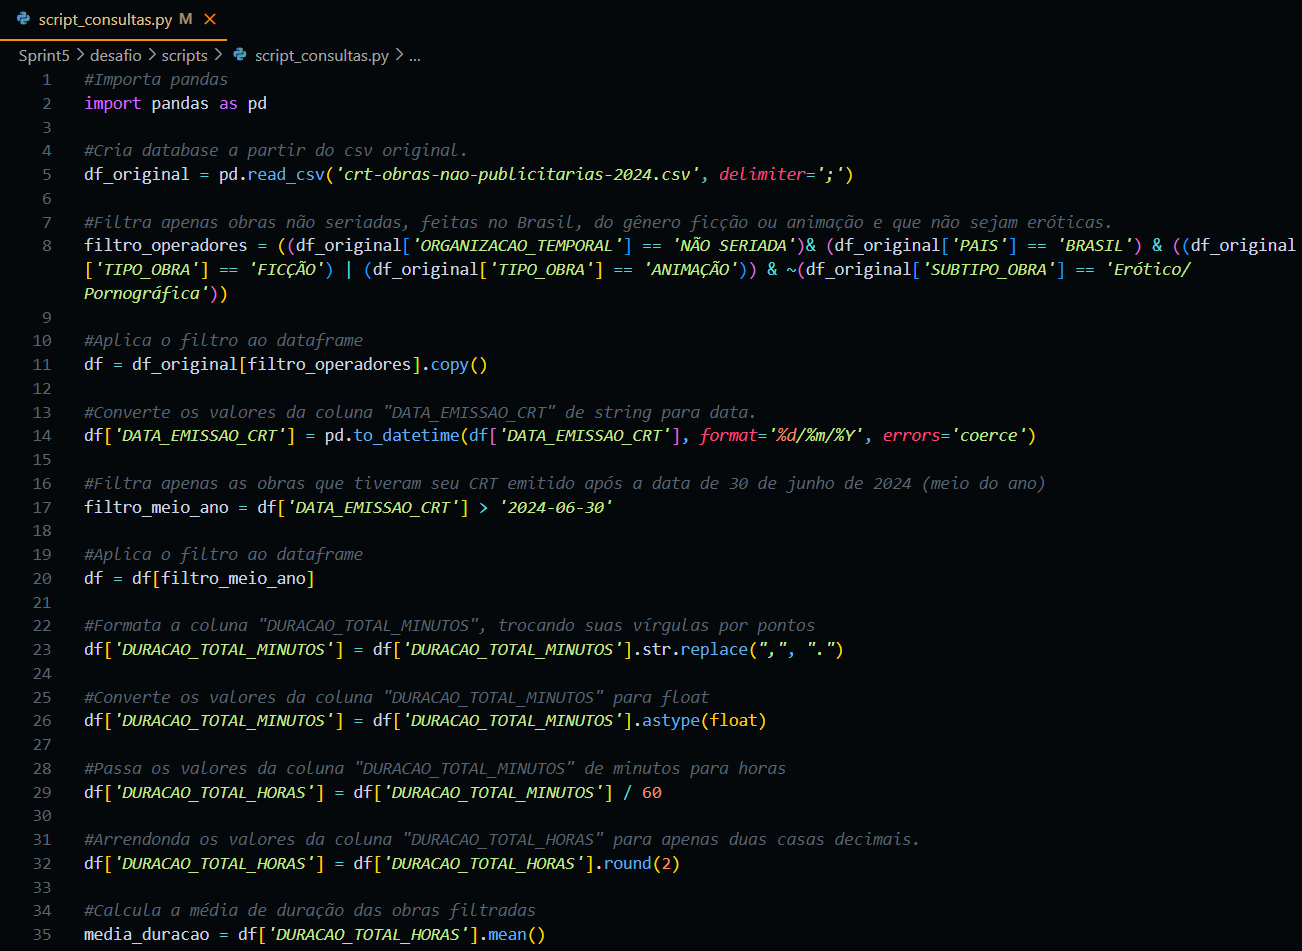 script_consultas.py M
Sprint5 > desafio > scripts > script_consultas.py > ...
1 #Importa pandas
2 import pandas as pd
3
4 #Cria database a partir do csv original.
5 df_original = pd.read_csv('crt-obras-nao-publicitarias-2024.csv', delimiter=';')
6
7 #Filtra apenas obras não seriadas, feitas no Brasil, do gênero ficção ou animação e que não sejam eróticas.
8 filtro_operadores = ((df_original['ORGANIZACAO_TEMPORAL'] == 'NÃO SERIADA')& (df_original['PAIS'] == 'BRASIL') & ((df_original
['TIPO_OBRA'] == 'FICÇÃO') | (df_original['TIPO_OBRA'] == 'ANIMAÇÃO')) & ~(df_original['SUBTIPO_OBRA'] == 'Erótico/
Pornográfica'))
9
10 #Aplica o filtro ao dataframe
11 df = df_original[filtro_operadores].copy()
12
13 #Converte os valores da coluna "DATA_EMISSAO_CRT" de string para data.
14 df['DATA_EMISSAO_CRT'] = pd.to_datetime(df['DATA_EMISSAO_CRT'], format='%d/%m/%Y', errors='coerce')
15
16 #Filtra apenas as obras que tiveram seu CRT emitido após a data de 30 de junho de 2024 (meio do ano)
17 filtro_meio_ano = df['DATA_EMISSAO_CRT'] > '2024-06-30'
18
19 #Aplica o filtro ao dataframe
20 df = df[filtro_meio_ano]
21
22 #Formata a coluna "DURACAO_TOTAL_MINUTOS", trocando suas vírgulas por pontos
23 df['DURACAO_TOTAL_MINUTOS'] = df['DURACAO_TOTAL_MINUTOS'].str.replace(",", ".")
24
25 #Converte os valores da coluna "DURACAO_TOTAL_MINUTOS" para float
26 df['DURACAO_TOTAL_MINUTOS'] = df['DURACAO_TOTAL_MINUTOS'].astype(float)
27
28 #Passa os valores da coluna "DURACAO_TOTAL_MINUTOS" de minutos para horas
29 df['DURACAO_TOTAL_HORAS'] = df['DURACAO_TOTAL_MINUTOS'] / 60
30
31 #Arrendonda os valores da coluna "DURACAO_TOTAL_HORAS" para apenas duas casas decimais.
32 df['DURACAO_TOTAL_HORAS'] = df['DURACAO_TOTAL_HORAS'].round(2)
33
34 #Calcula a média de duração das obras filtradas
35 media_duracao = df['DURACAO_TOTAL_HORAS'].mean()